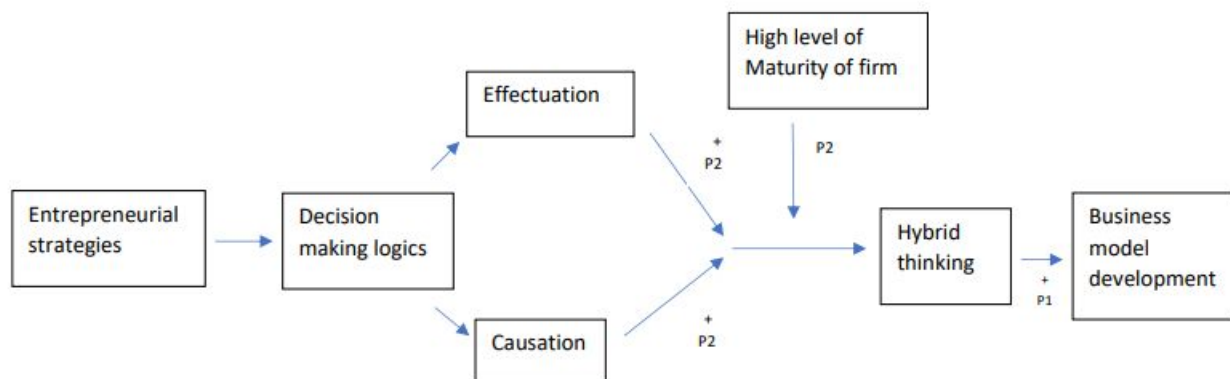 High level of
Maturity of firm
Effectuation
+
P2
P2
Entrepreneurial
strategies
Decision
making logics
Hybrid
thinking
Business
model
development
+
P1
Causation
+
P2